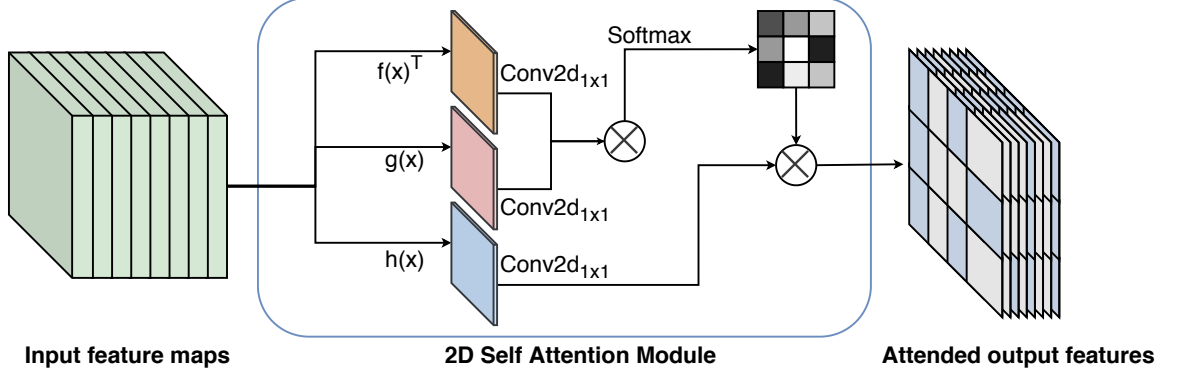 Softmax
f(x)T
Conv2d1x1
g(x)
Conv2d1x1
h(x)
Conv2d1x1
Input feature maps
2D Self Attention Module
Attended output features